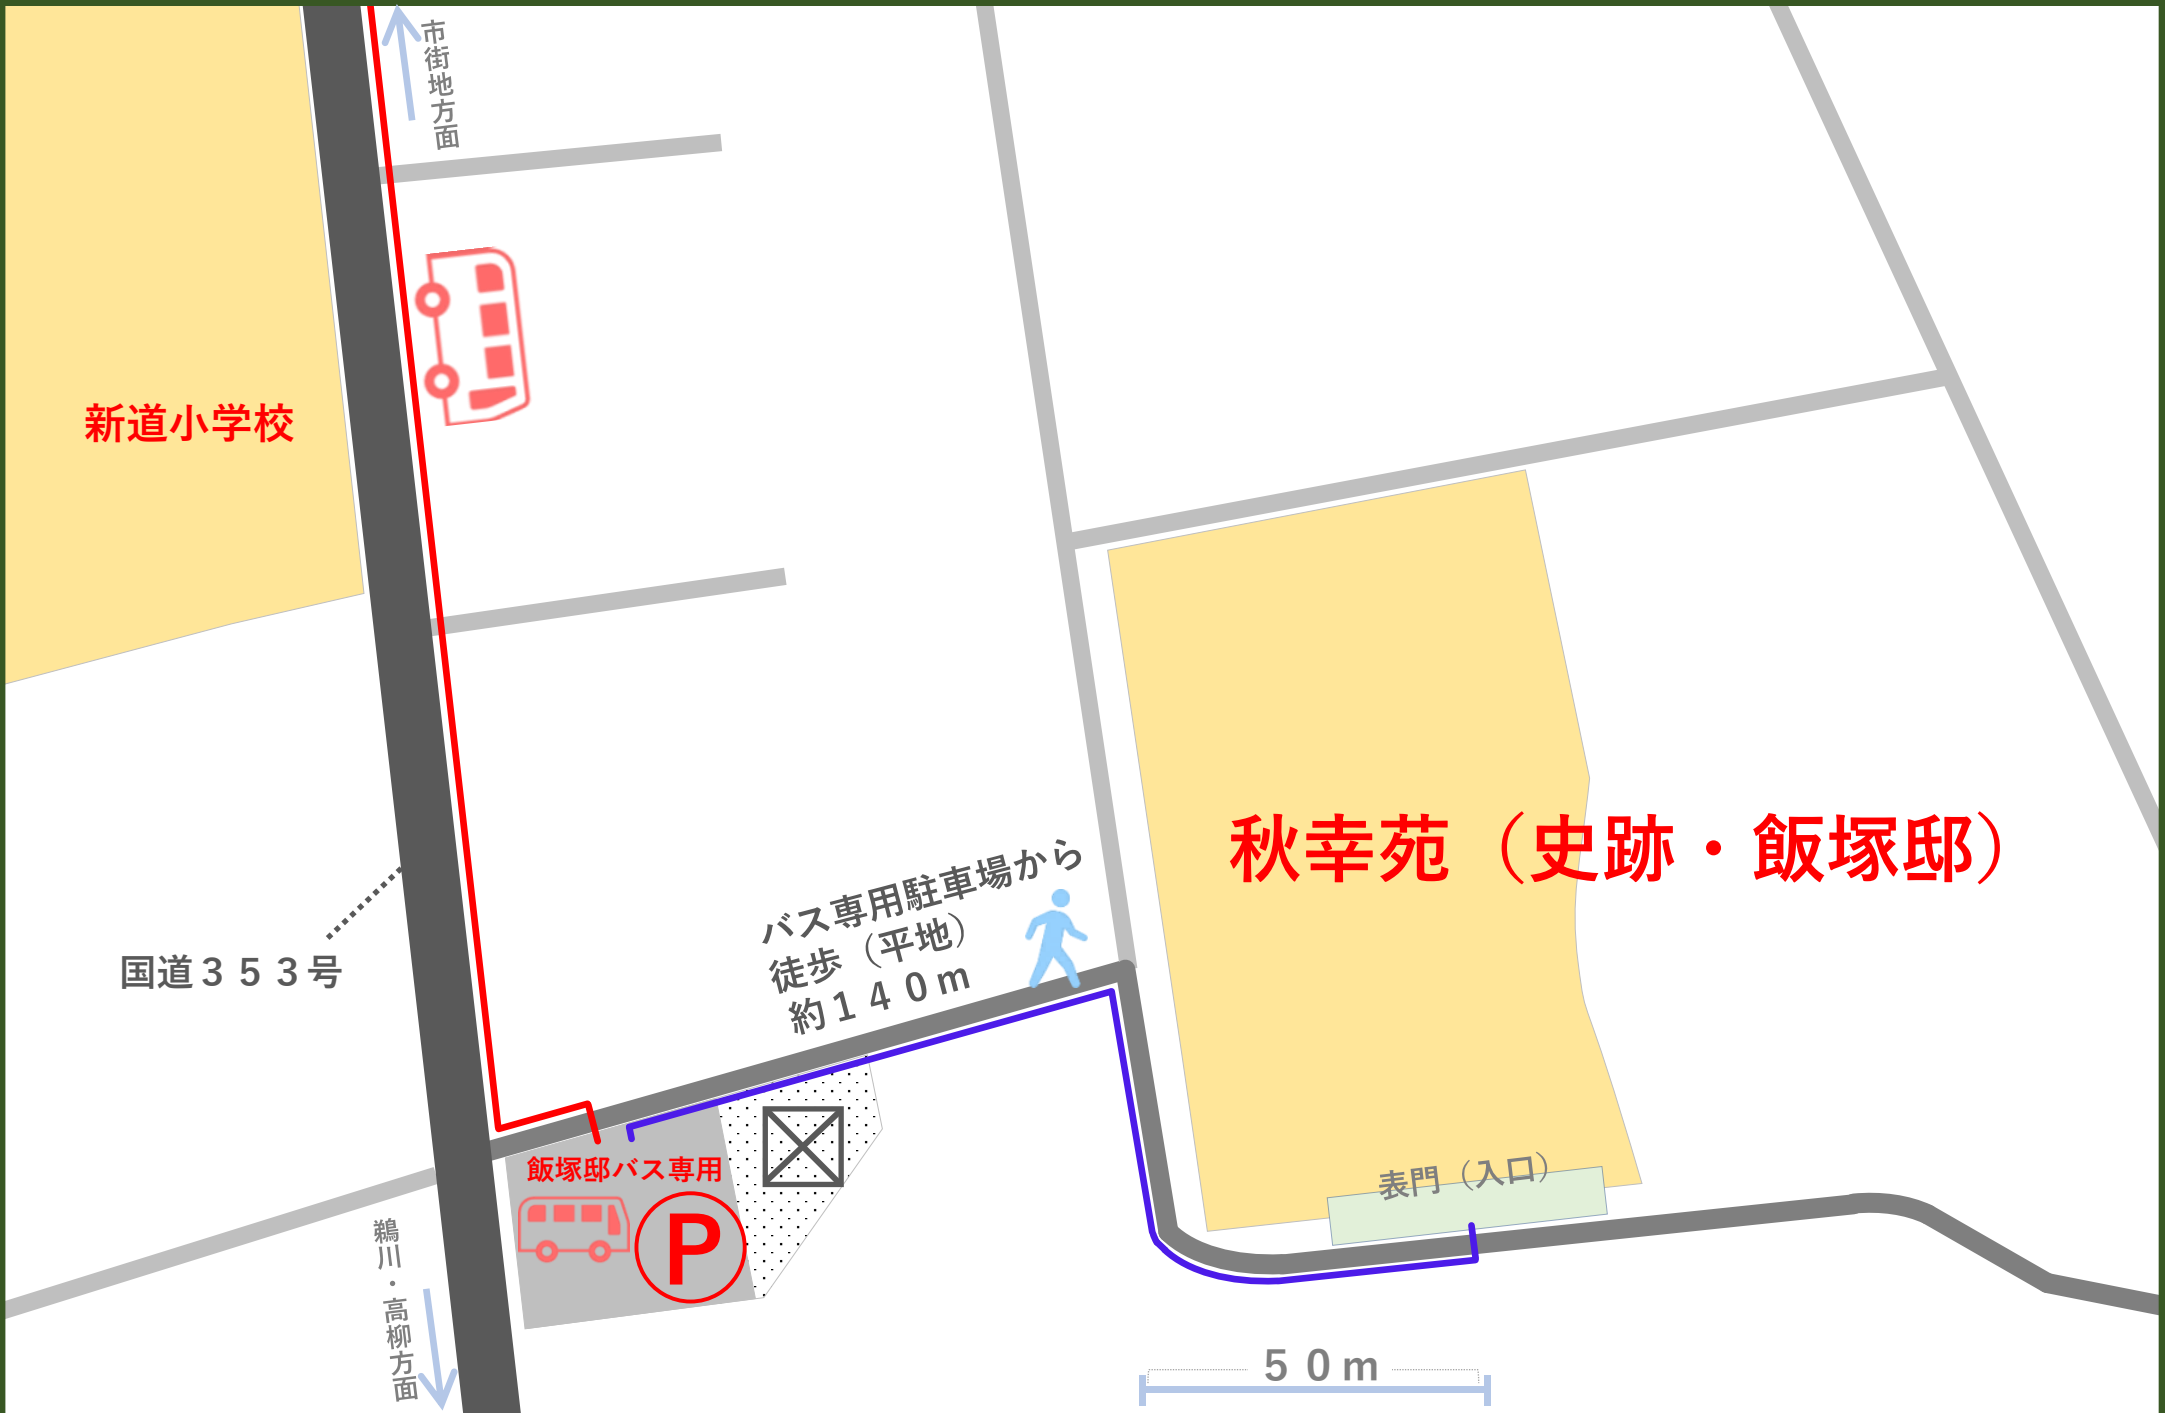 市街地方面
新道小学校
秋幸苑（史跡・飯塚邸）
バス専用駐車場から
徒歩（平地）
約１４０ｍ
国道３５３号
飯塚邸バス専用
P
表門（入口）
鵜川・高柳方面
５０ｍ